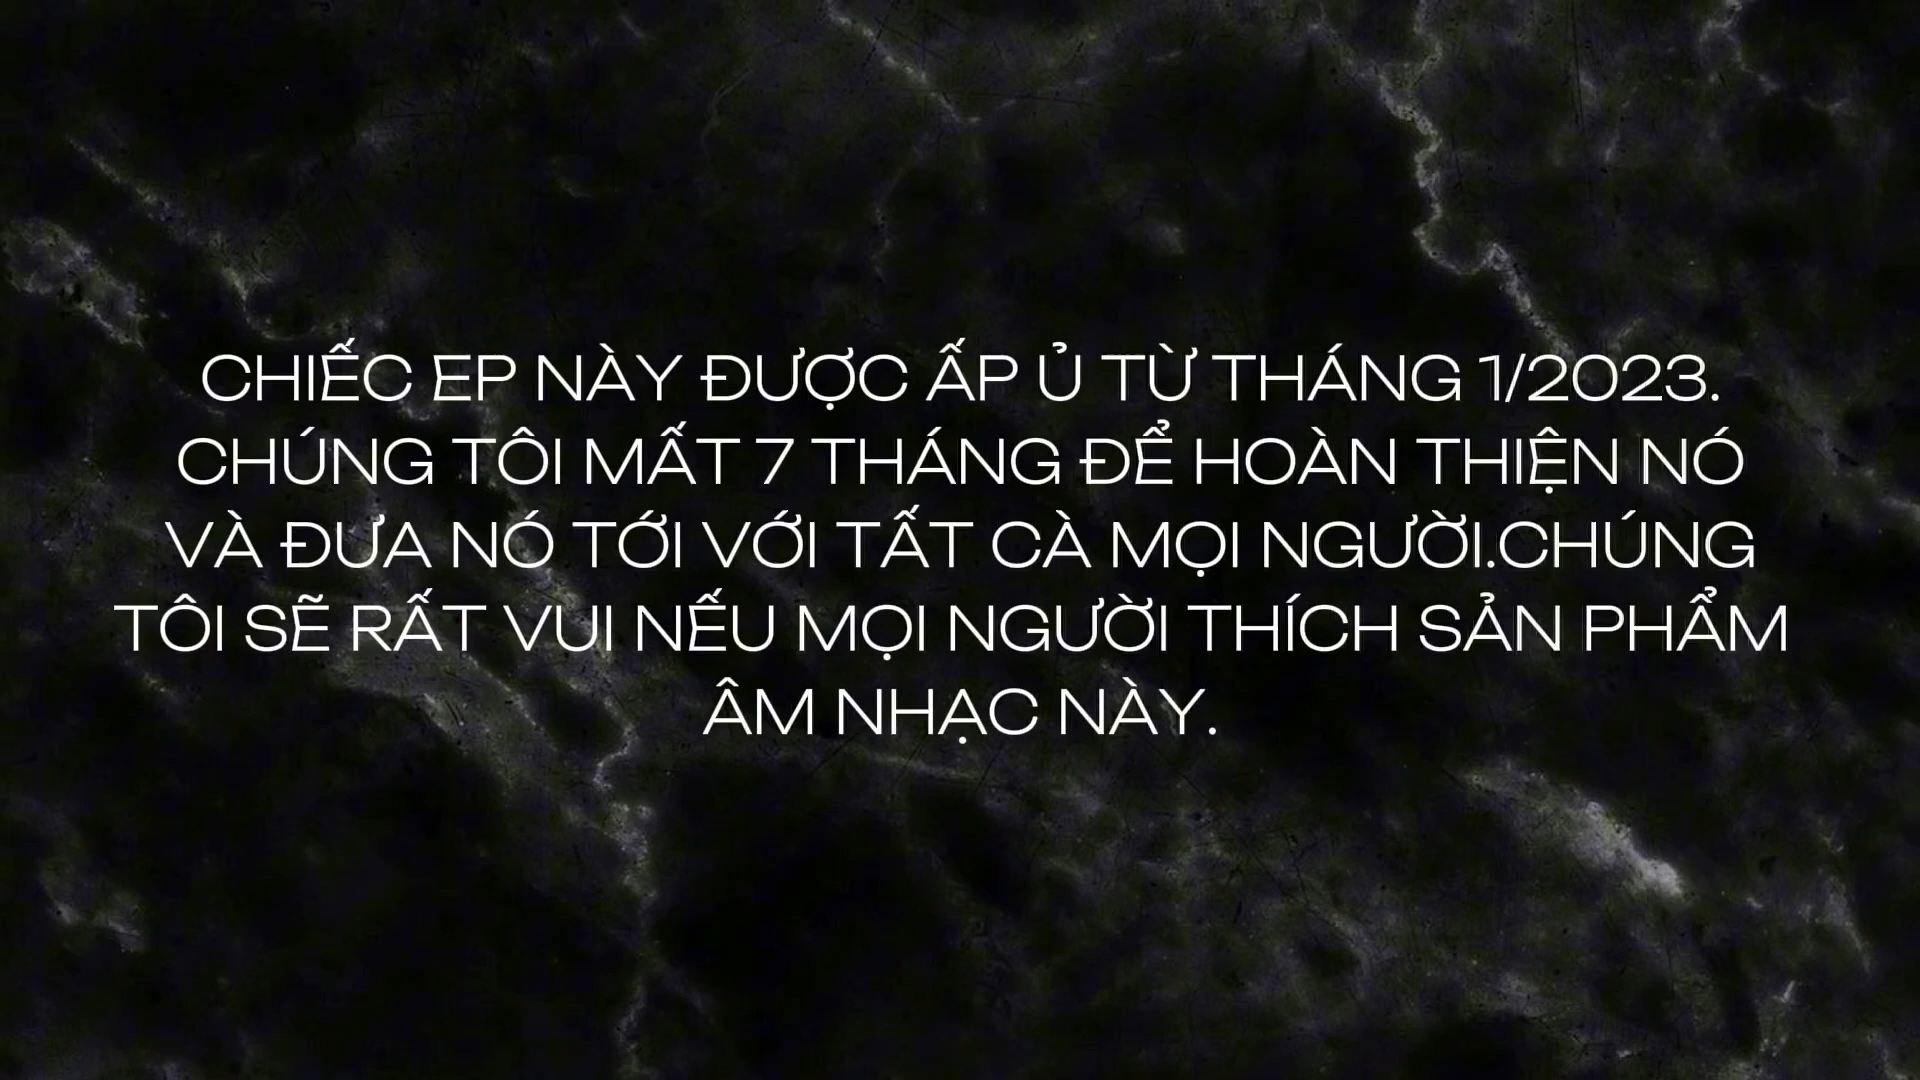 CHIẾC EP NÀY ĐƯỢC ẤP Ủ TỪ THÁNG 1/2023.
CHÚNG TÔI MẤT 7 THÁNG ĐỂ HOÀN THIỆN NÓ
VÀ ĐƯA NÓ TỚI VỚI TẤT CÀ MỌI NGƯỜI.CHÚNG
TÔI SẼ RẤT VUI NẾU MỌI NGƯỜI THÍCH SẢN PHẨM
ÂM NHẠC NÀY.